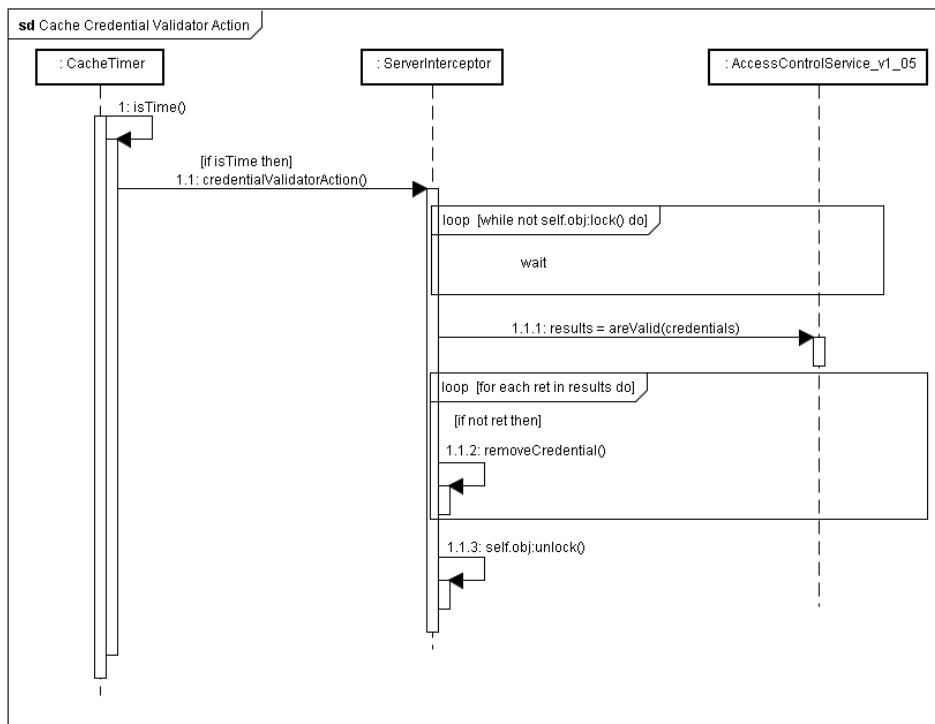 sd Cache Credential Validator Action
: CacheTimer
: ServerInterceptor
: AccessControlService_v1_05
1: isTime()
[if isTime then]
1.1: credentialValidatorAction()
loop [while not self.obj:lock() do]
wait
1.1.1: results = areValid(credentials)
loop [for each ret in results do]
[if not ret then]
1.1.2: removeCredential()
1.1.3: self.obj:unlock()